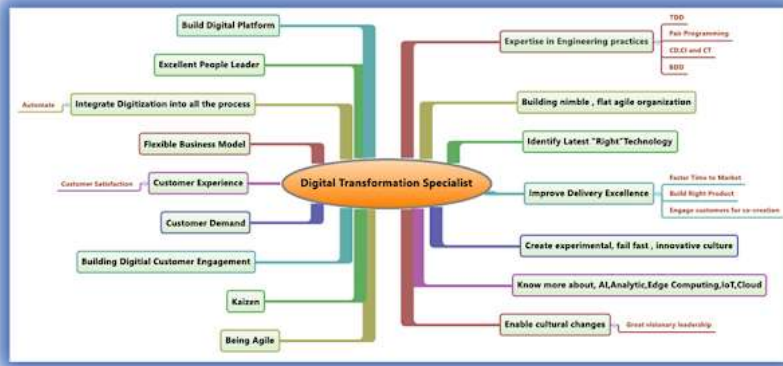 Build Digital Platform
Excellent People Leader
Automate
Integrate Digitization into all the process
Flexible Business Model
Customer Satisfaction
Customer Experience
Customer Demand
Building Digitial Customer Engagement
Kaizen
Being Agile
Digital Transformation Specialist
Expertise in Engineering practices
TDD
Pair Programming
CD,CI and CT
BDD
Building nimble , flat agile organization
Identify Latest "Right"Technology
Improve Delivery Excellence
Faster Time to Market
Build Right Product
Engage customers for co-creation
Create experimental, fail fast , innovative culture
Know more about, AI,Analytic,Edge Computing,IoT,Cloud
Enable cultural changes
Great visionary leadership